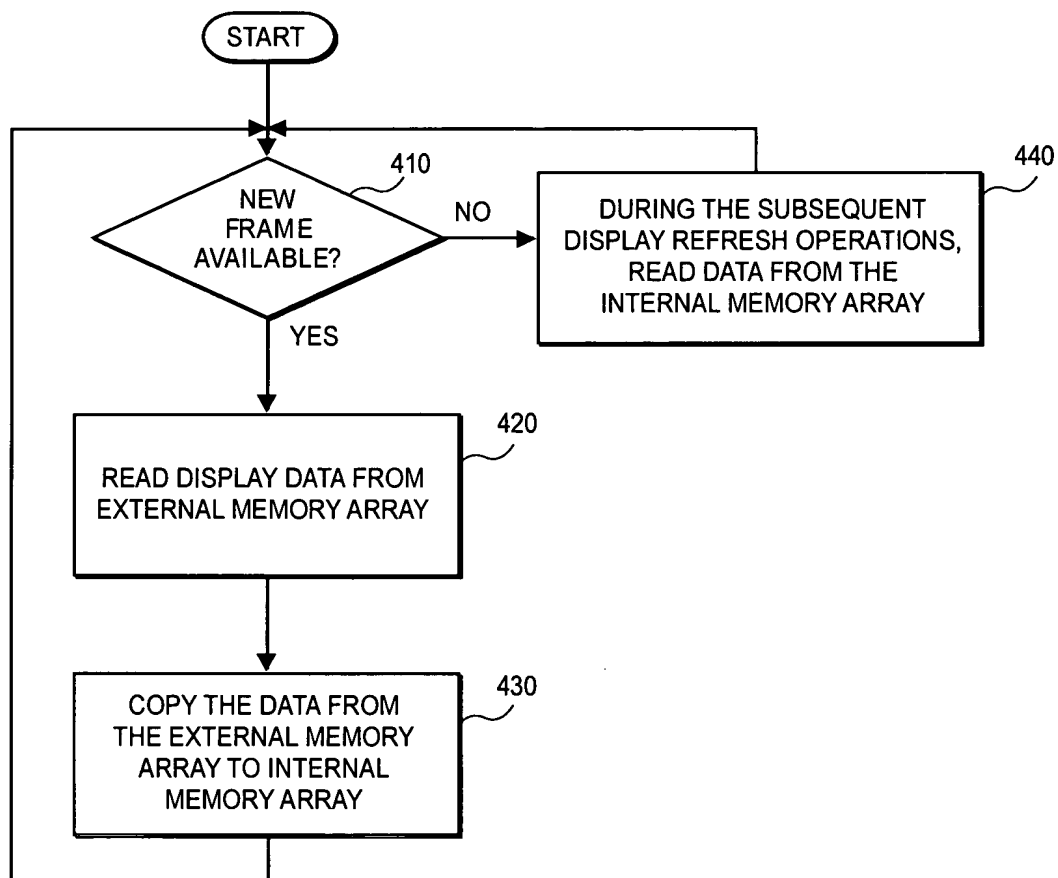 START
410
NEW
FRAME
AVAILABLE?
NO
YES
440
DURING THE SUBSEQUENT
DISPLAY REFRESH OPERATIONS,
READ DATA FROM THE
INTERNAL MEMORY ARRAY
420
READ DISPLAY DATA FROM
EXTERNAL MEMORY ARRAY
430
COPY THE DATA FROM
THE EXTERNAL MEMORY
ARRAY TO INTERNAL
MEMORY ARRAY